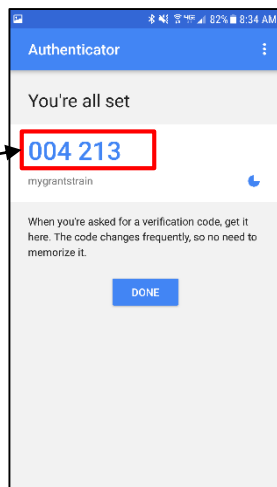 82% 8:34 AM
Authenticator
You're all set
004 213
mygrantstrain
When you're asked for a verification code, get it
here. The code changes frequently, so no need to
memorize it.
DONE